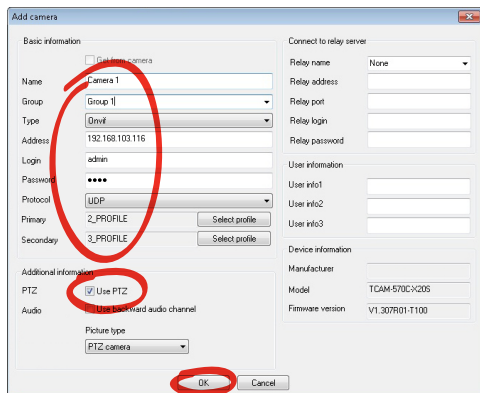 Add camera
Basic information
Get from camera
Name Camera 1
Group Group 1
Type Onvif
Address 192.168.103.116
Login admin
Password ●●●●
Protocol UDP
Primary 2_PROFILE Select profile
Secondary 3_PROFILE Select profile
Additional information
PTZ Use PTZ
Audio Use backward audio channel
Picture type
PTZ camera
Connect to relay server
Relay name None
Relay address
Relay port
Relay login
Relay password
User information
User info1
User info2
User info3
Device information
Manufacturer
Model TCAM-570C-X20S
Firmware version V1.307R01-T100
OK Cancel